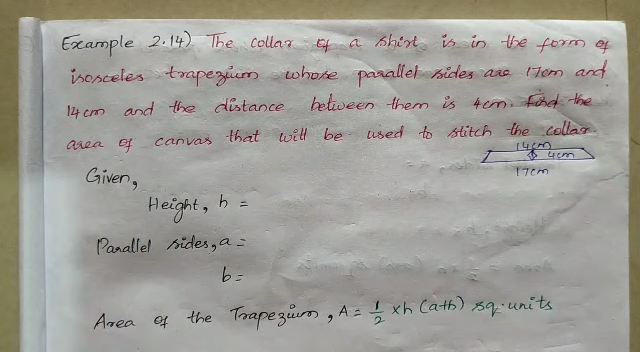 Example 2.14) The collar of a shirt is in the form of
isosceles trapezium whose parallel sides are 17cm and
14cm and the distance between them is 4cm. Find the
area of canvas that will be used to stitch the collar
14cm
4cm
17cm
Given,
Height, h =
Parallel sides, a =
b =
Area of the Trapezium, A = 1/2 xh (a+b) sq.units